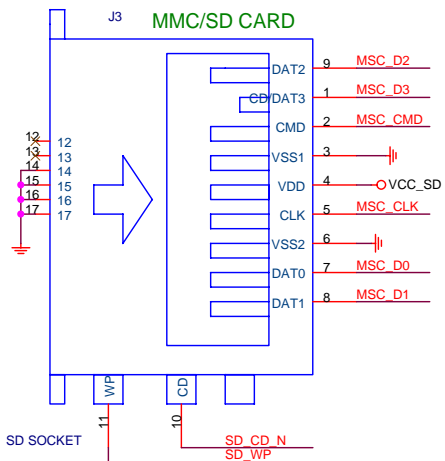 J3 MMC/SD CARD
DAT2 9 MSC_D2
CD/DAT3 1 MSC_D3
CMD 2 MSC_CMD
12 12
VSS1 3
13 13
14 14
VDD 4 VCC_SD
15 15
16 16
CLK 5 MSC_CLK
17 17
VSS2 6
DAT0 7 MSC_D0
DAT1 8 MSC_D1
WP CD
11 10
SD SOCKET SD_CD_N
SD_WP